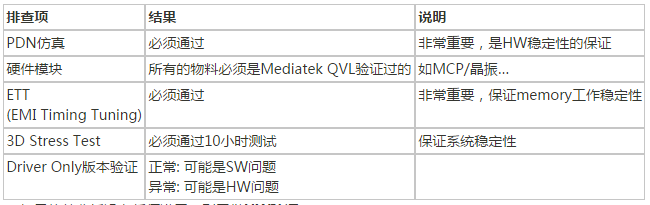 排查项 结果 说明
PDN仿真 必须通过 非常重要，是HW稳定性的保证
硬件模块 所有的物料必须是Mediatek QVL验证过的 如MCP/晶振...
ETT 必须通过 非常重要，保证memory工作稳定性
(EMI Timing Tuning)
3D Stress Test 必须通过10小时测试 保证系统稳定性
Driver Only版本验证 正常: 可能是SW问题
异常: 可能是HW问题